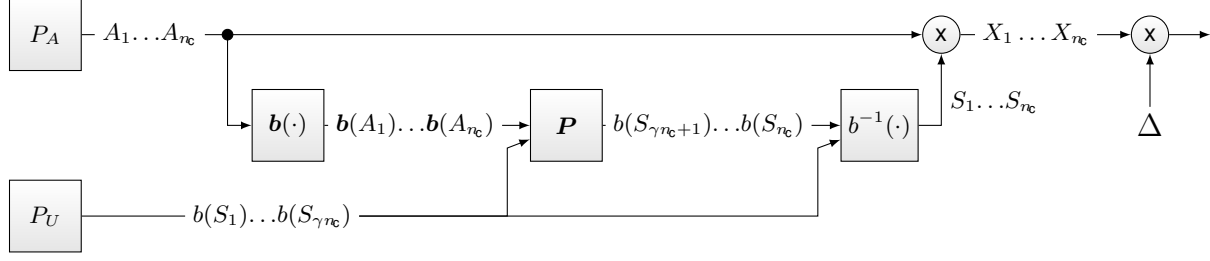 P_A A_1…A_{n_c} x X_1…X_{n_c} x
S_1…S_{n_c}
b(·) b(A_1)…b(A_{n_c}) P b(S_{γn_c+1})…b(S_{n_c}) b^{-1}(·) Δ
P_U b(S_1)…b(S_{γn_c})